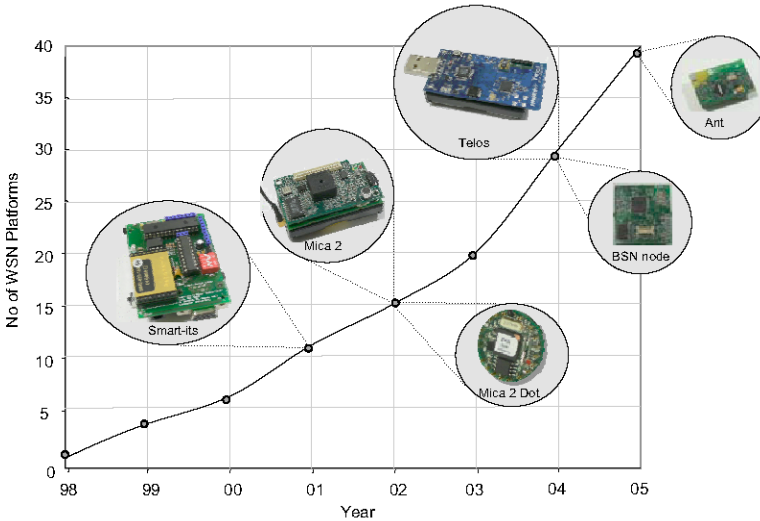 No of WSN Platforms
40
35
30
25
20
15
10
5
0
98 99 00 01 02 03 04 05
Year
Smart-its
Mica 2
Telos
Ant
BSN node
Mica 2 Dot